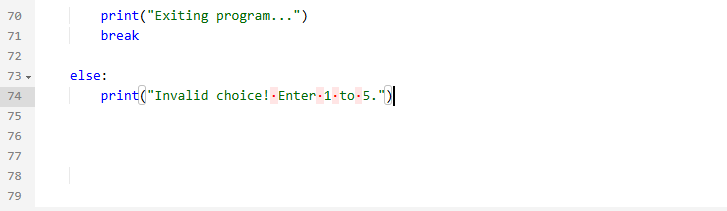 70 print("Exiting program...")
71 break
72
73 else:
74 print("Invalid choice!·Enter·1·to·5.")
75
76
77
78
79